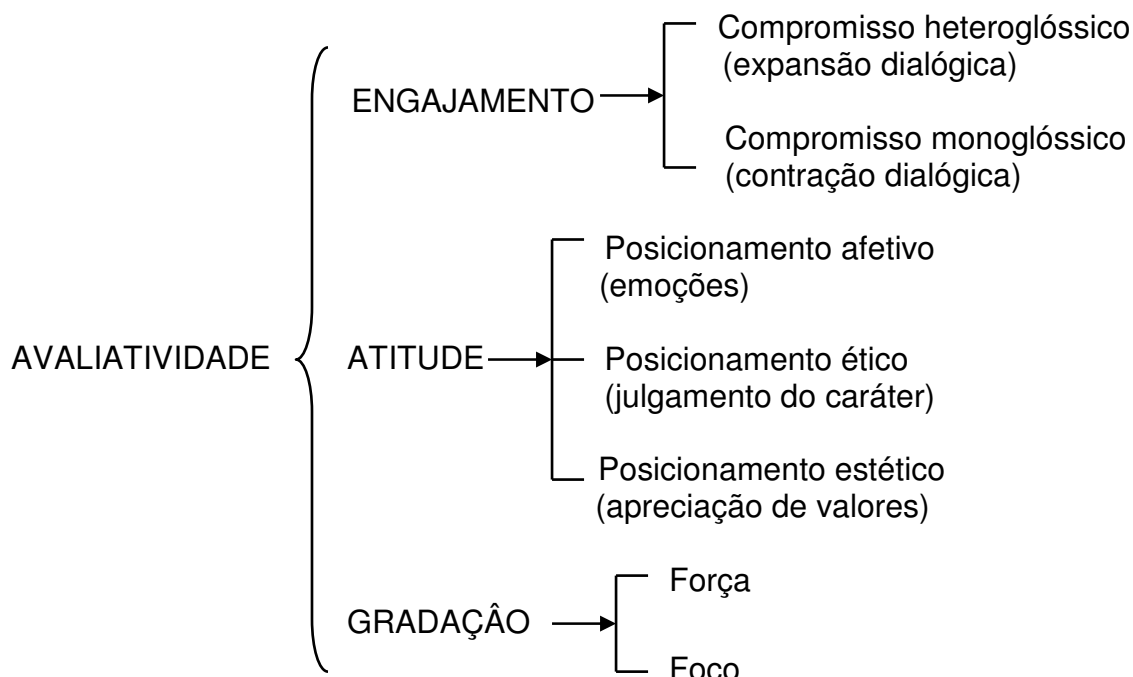 Compromisso heteroglóssico
(expansão dialógica)
ENGAJAMENTO
Compromisso monoglóssico
(contração dialógica)
Posicionamento afetivo
(emoções)
AVALIATIVIDADE
ATITUDE
Posicionamento ético
(julgamento do caráter)
Posicionamento estético
(apreciação de valores)
Força
GRADAÇÂO
Foco